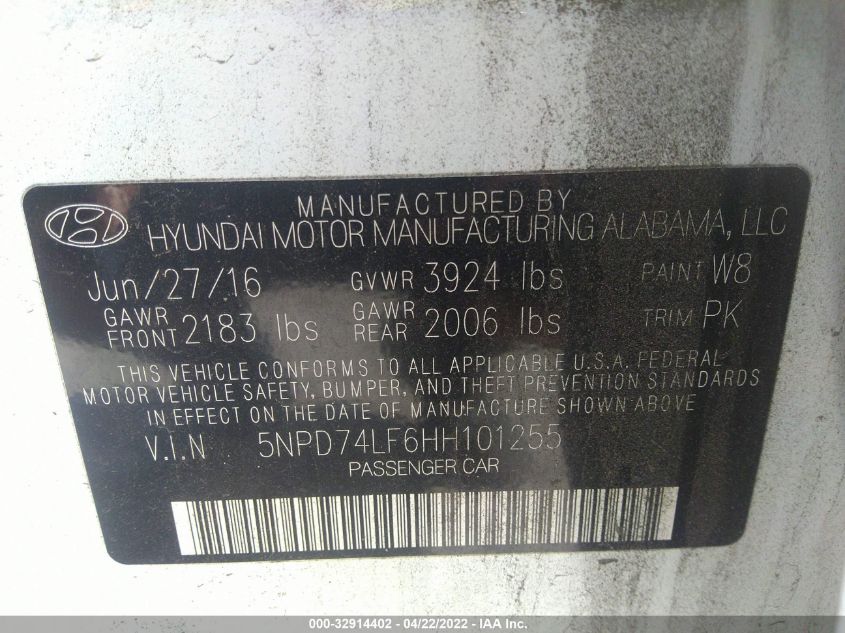 MANUFACTURED BY
HYUNDAI MOTOR MANUFACTURING ALABAMA, LLC
Jun/27/16 GVWR 3924 lbs PAINT W8
GAWR FRONT 2183 lbs GAWR REAR 2006 lbs TRIM PK
THIS VEHICLE CONFORMS TO ALL APPLICABLE U.S.A. FEDERAL
MOTOR VEHICLE SAFETY, BUMPER, AND THEFT PREVENTION STANDARDS
IN EFFECT ON THE DATE OF MANUFACTURE SHOWN ABOVE
V.I.N 5NPD74LF6HH101255
PASSENGER CAR
000-32914402 - 04/22/2022 - IAA Inc.